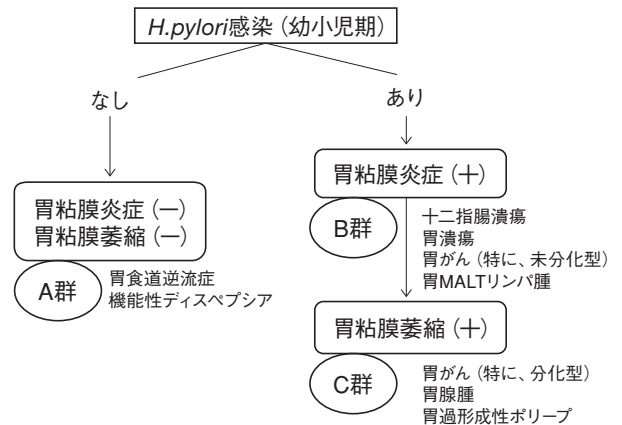 H.pylori感染（幼小児期）
なし
あり
胃粘膜炎症（−）
胃粘膜萎縮（−）
A群
胃食道逆流症
機能性ディスペプシア
胃粘膜炎症（＋）
B群
十二指腸潰瘍
胃潰瘍
胃がん（特に、未分化型）
胃MALTリンパ腫
胃粘膜萎縮（＋）
C群
胃がん（特に、分化型）
胃腺腫
胃過形成性ポリープ